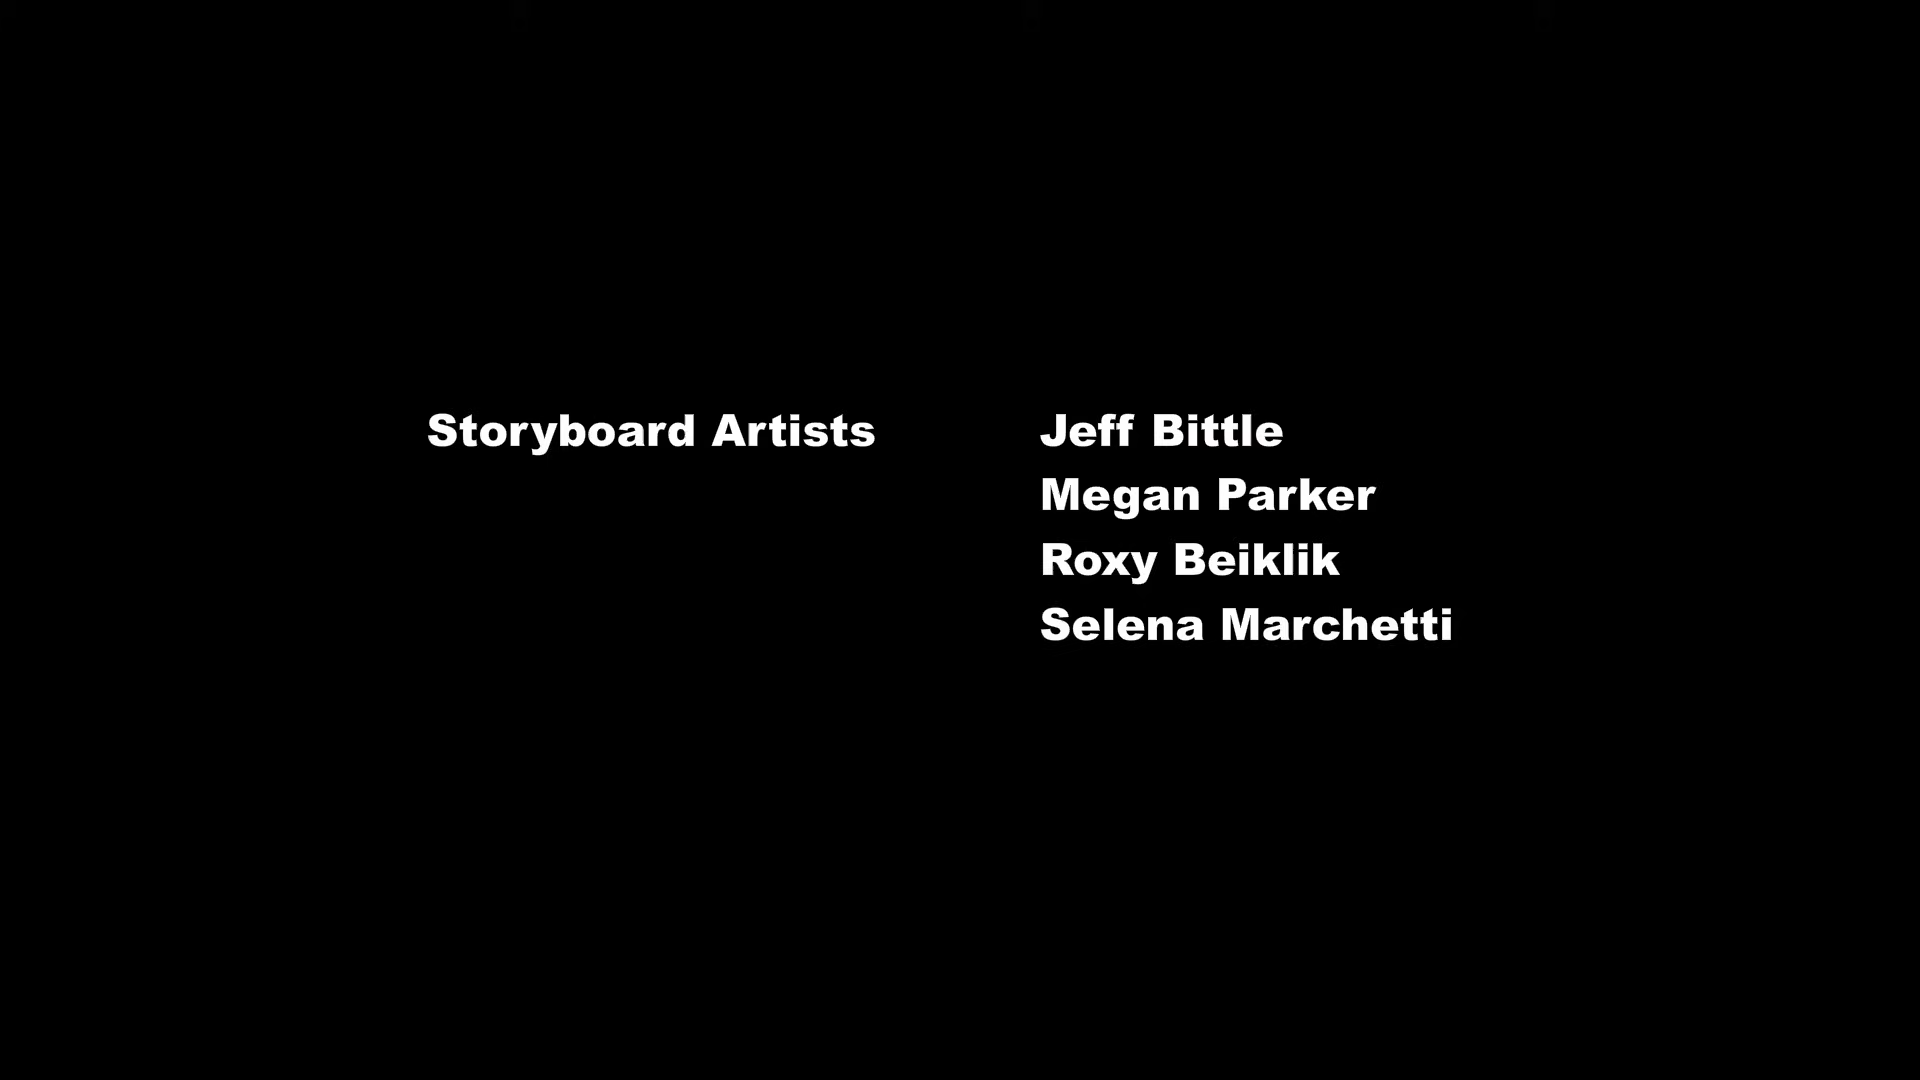 Storyboard Artists Jeff Bittle
Megan Parker
Roxy Beiklik
Selena Marchetti